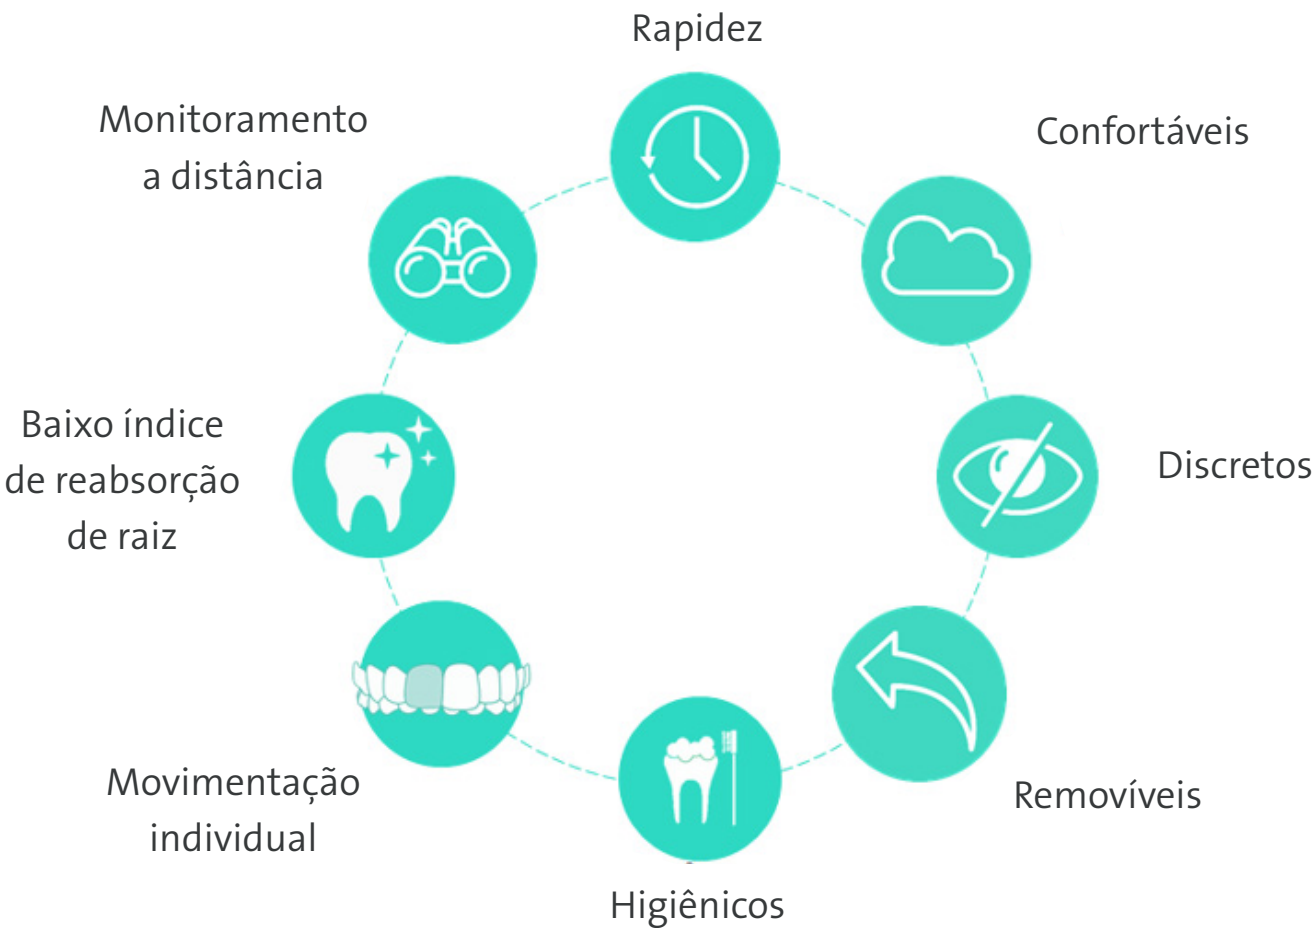 Rapidez
Confortáveis
Discretos
Removíveis
Higiênicos
Movimentação
individual
Baixo índice
de reabsorção
de raiz
Monitoramento
a distância